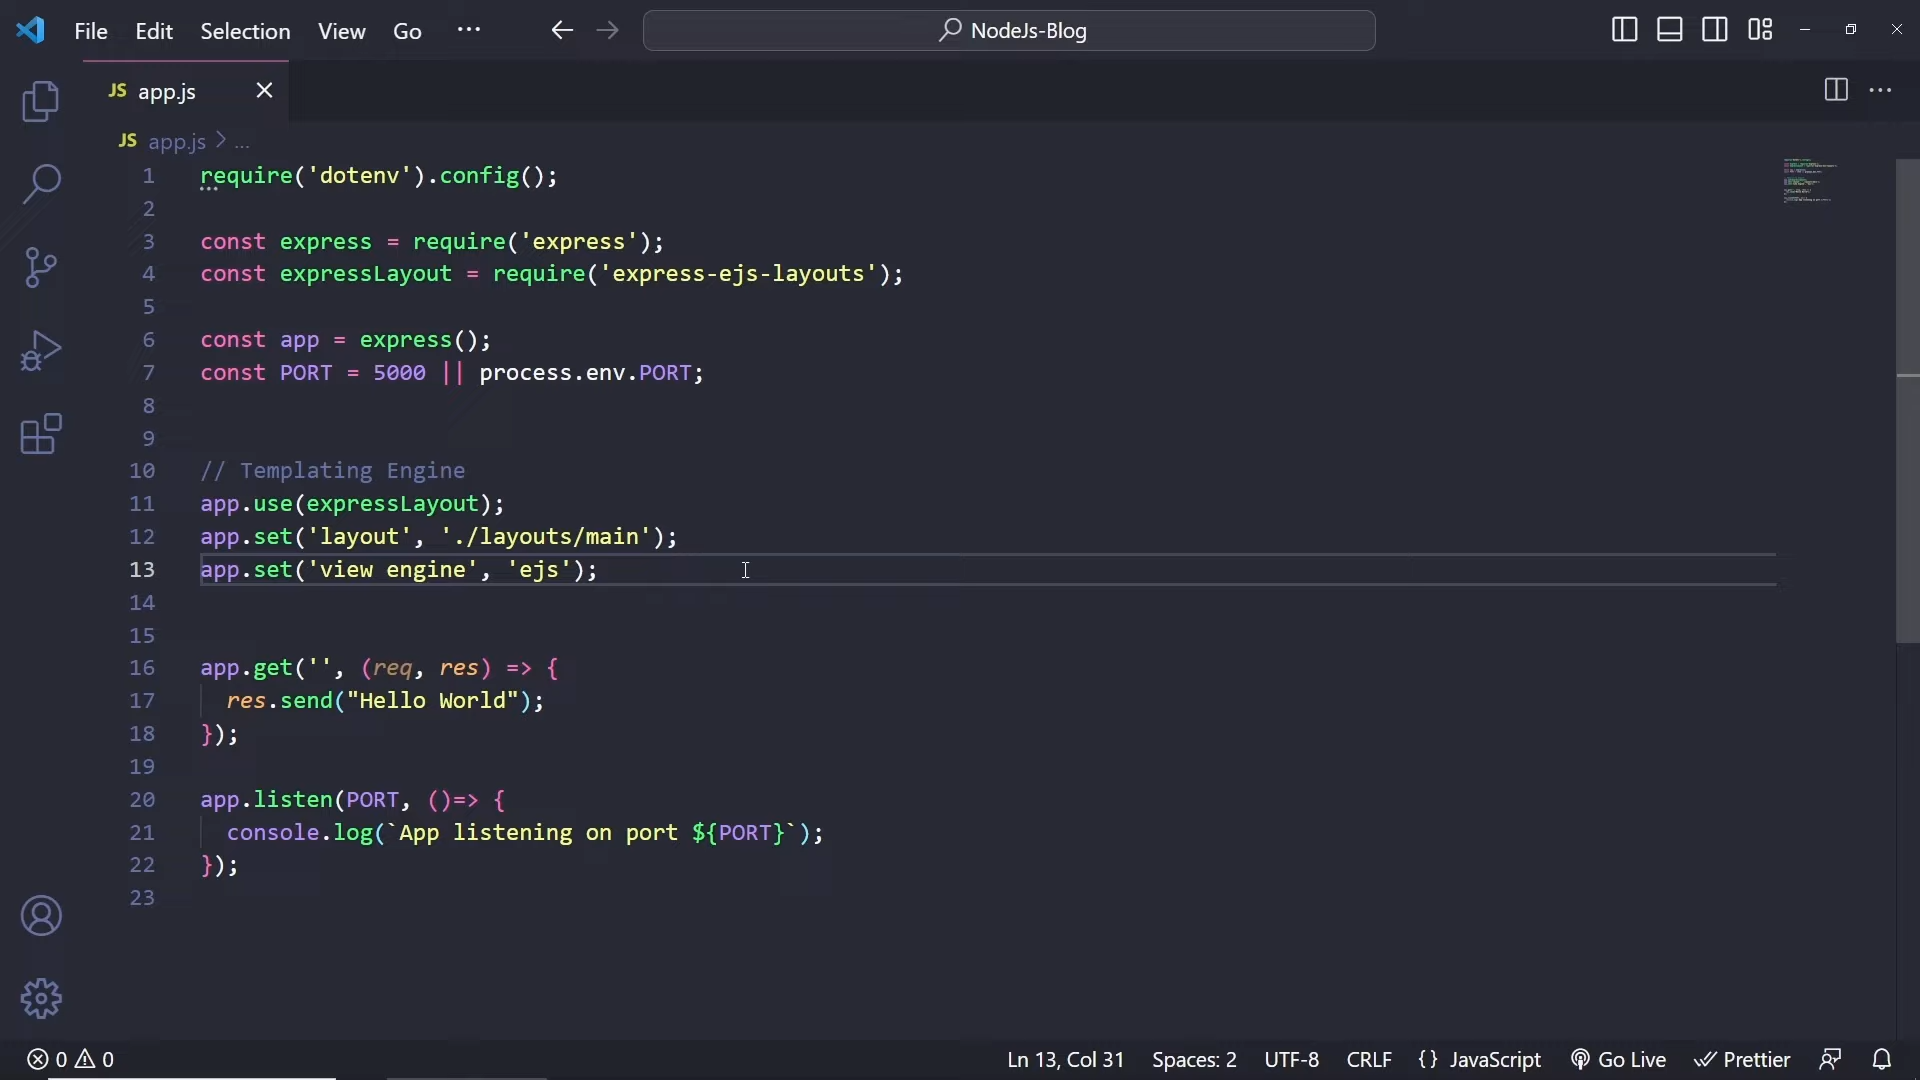 File Edit Selection View Go ···
NodeJs-Blog
JS app.js
JS app.js > ...
1 require('dotenv').config();
2
3 const express = require('express');
4 const expressLayout = require('express-ejs-layouts');
5
6 const app = express();
7 const PORT = 5000 || process.env.PORT;
8
9
10 // Templating Engine
11 app.use(expressLayout);
12 app.set('layout', './layouts/main');
13 app.set('view engine', 'ejs');
14
15
16 app.get('', (req, res) => {
17   res.send("Hello World");
18 });
19
20 app.listen(PORT, ()=> {
21   console.log(`App listening on port ${PORT}`);
22 });
23
0 0 Ln 13, Col 31 Spaces: 2 UTF-8 CRLF {} JavaScript Go Live Prettier